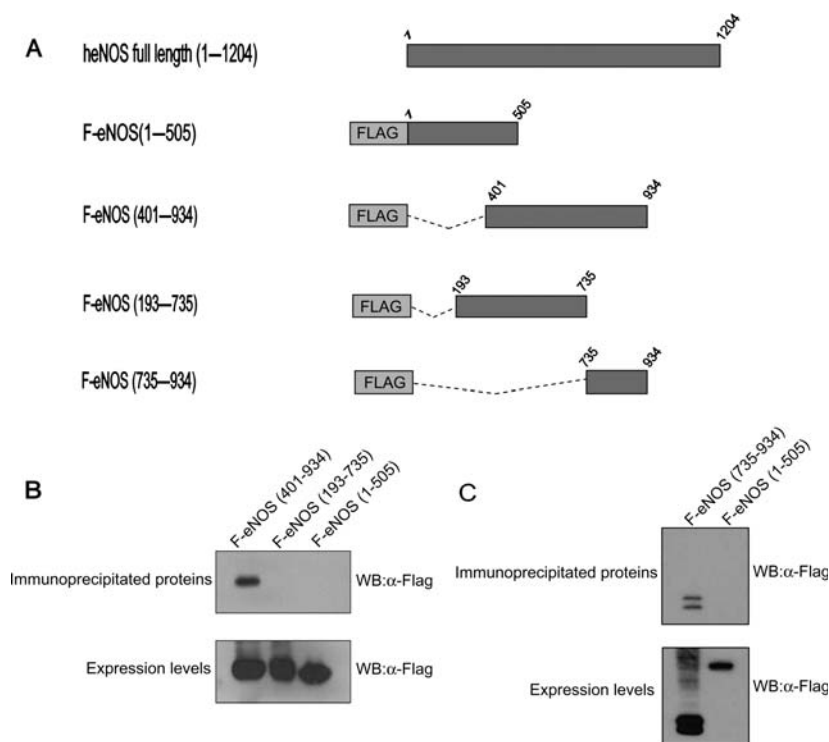 A
heNOS full length (1—1204)
1
1204
F-eNOS(1—505)
FLAG
1
505
F-eNOS (401—934)
FLAG
401
934
F-eNOS (193—735)
FLAG
193
735
F-eNOS (735—934)
FLAG
735
934
B
F-eNOS (401-934)
F-eNOS (193-735)
F-eNOS (1-505)
Immunoprecipitated proteins
WB:α-Flag
Expression levels
WB:α-Flag
C
F-eNOS (735-934)
F-eNOS (1-505)
Immunoprecipitated proteins
WB:α-Flag
Expression levels
WB:α-Flag